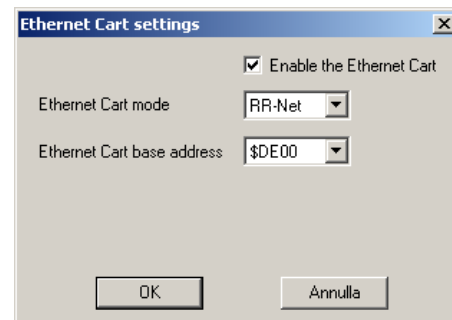 Ethernet Cart settings
Enable the Ethernet Cart
Ethernet Cart mode RR-Net
Ethernet Cart base address $DE00
OK Annulla